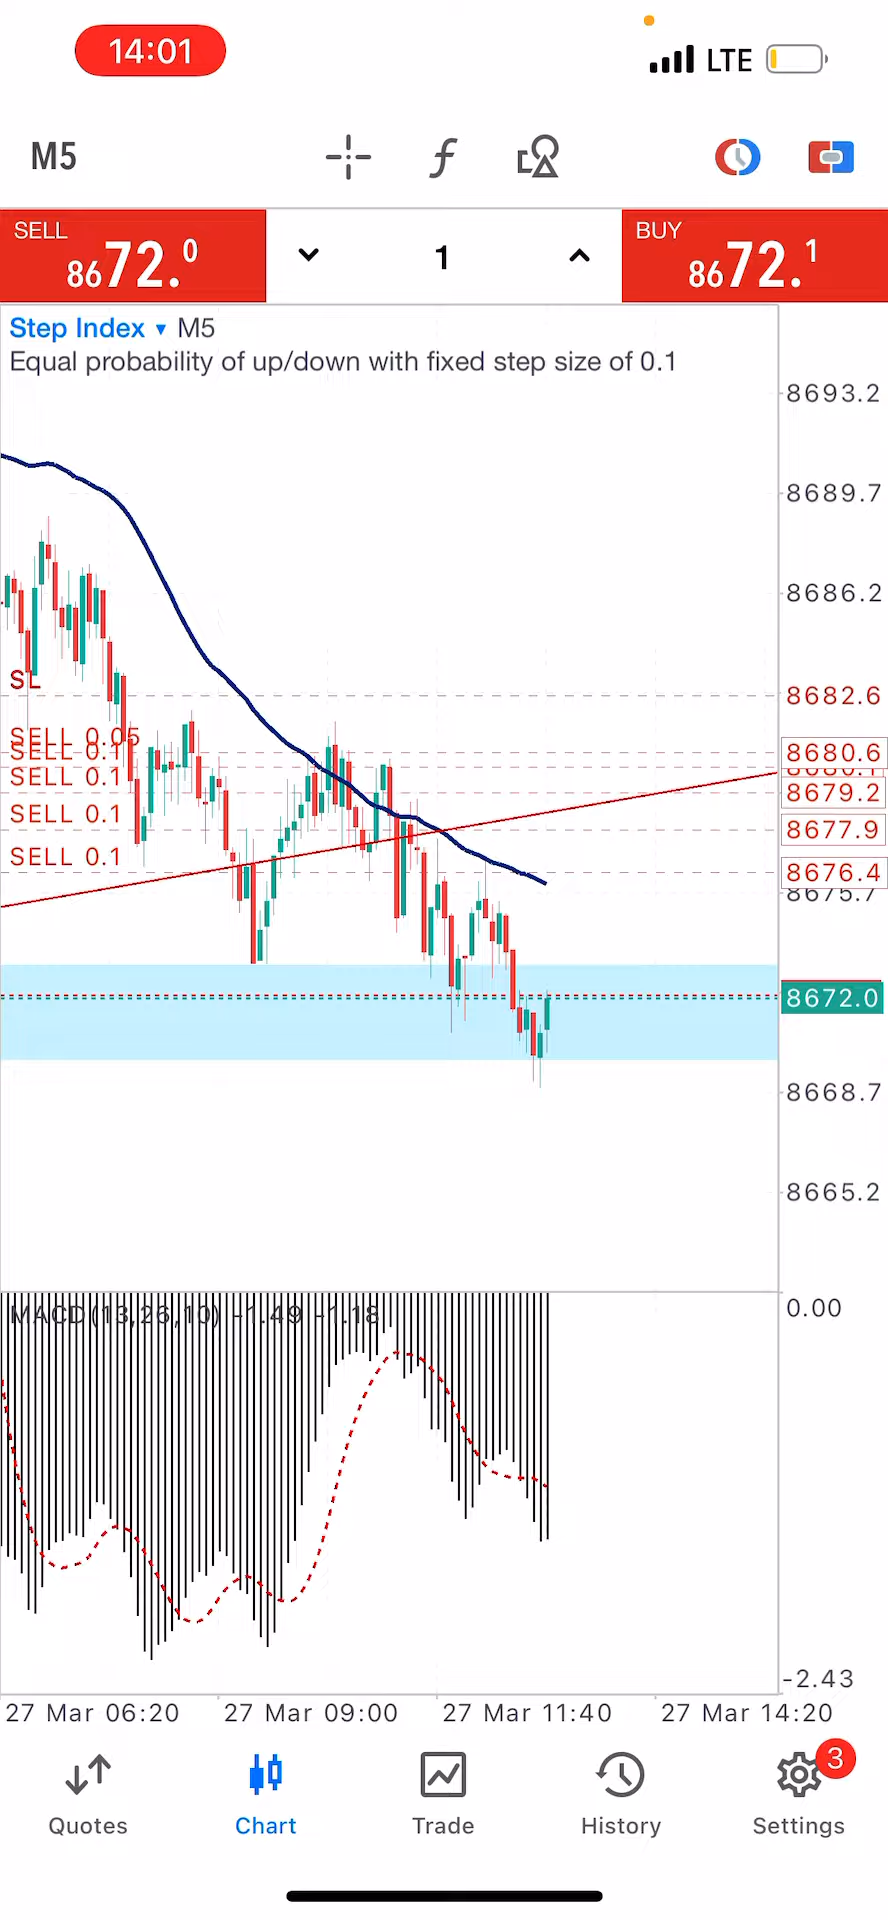 14:01
LTE
M5
SELL
8672.0
1
BUY
8672.1
Step Index ▾ M5
Equal probability of up/down with fixed step size of 0.1
8693.2
8689.7
8686.2
SL
8682.6
SELL 0.05
SELL 0.1
8680.6
SELL 0.1
8679.2
SELL 0.1
8677.9
SELL 0.1
8676.4
8675.7
8672.0
8668.7
8665.2
MACD(13,26,10) -1.49 -1.18
0.00
-2.43
27 Mar 06:20
27 Mar 09:00
27 Mar 11:40
27 Mar 14:20
3
Quotes
Chart
Trade
History
Settings